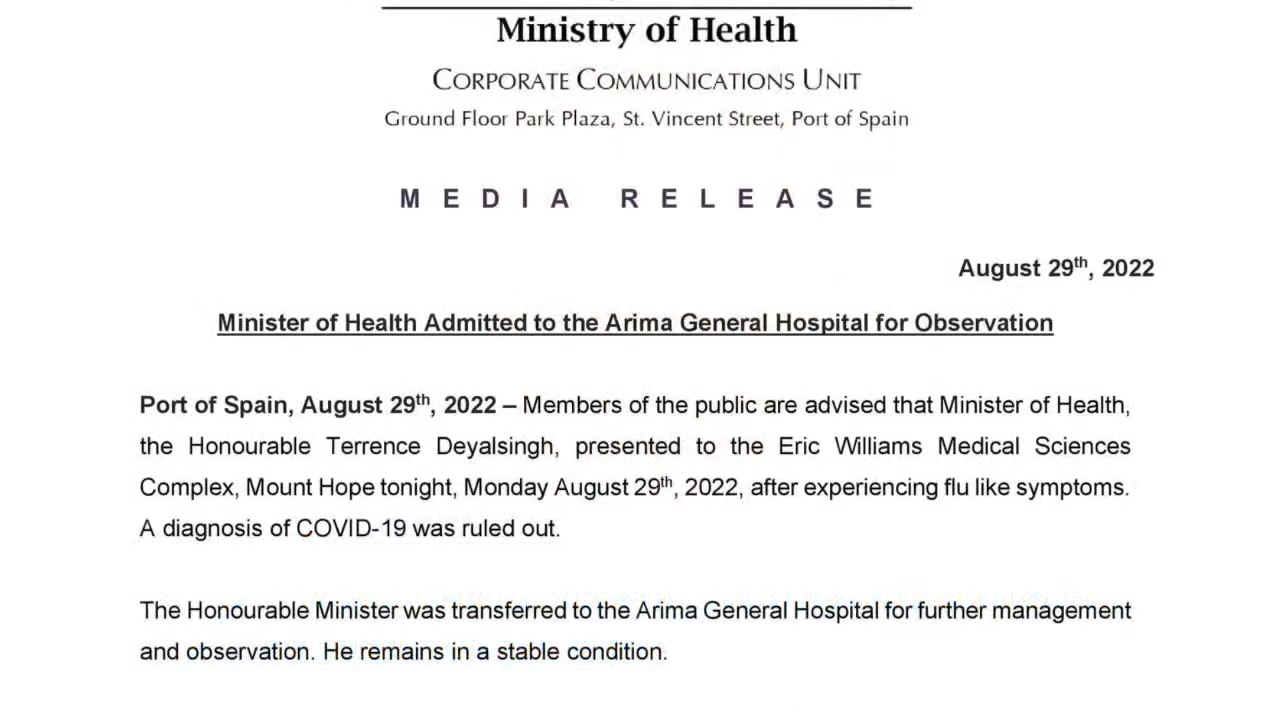 Ministry of Health
CORPORATE COMMUNICATIONS UNIT
Ground Floor Park Plaza, St. Vincent Street, Port of Spain
MEDIA RELEASE
August 29th, 2022
Minister of Health Admitted to the Arima General Hospital for Observation
Port of Spain, August 29th, 2022 – Members of the public are advised that Minister of Health,
the Honourable Terrence Deyalsingh, presented to the Eric Williams Medical Sciences
Complex, Mount Hope tonight, Monday August 29th, 2022, after experiencing flu like symptoms.
A diagnosis of COVID-19 was ruled out.
The Honourable Minister was transferred to the Arima General Hospital for further management
and observation. He remains in a stable condition.